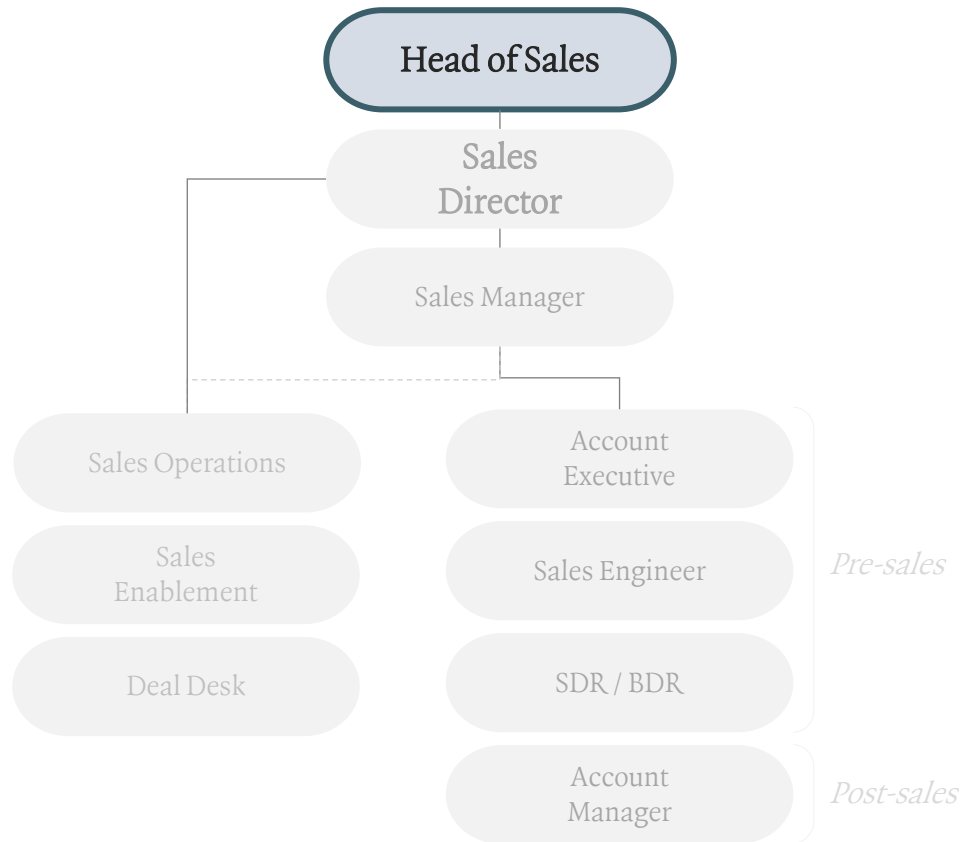 Head of Sales
Sales
Director
Sales Manager
Sales Operations
Sales
Enablement
Deal Desk
Account
Executive
Sales Engineer
SDR / BDR
Account
Manager
Pre-sales
Post-sales